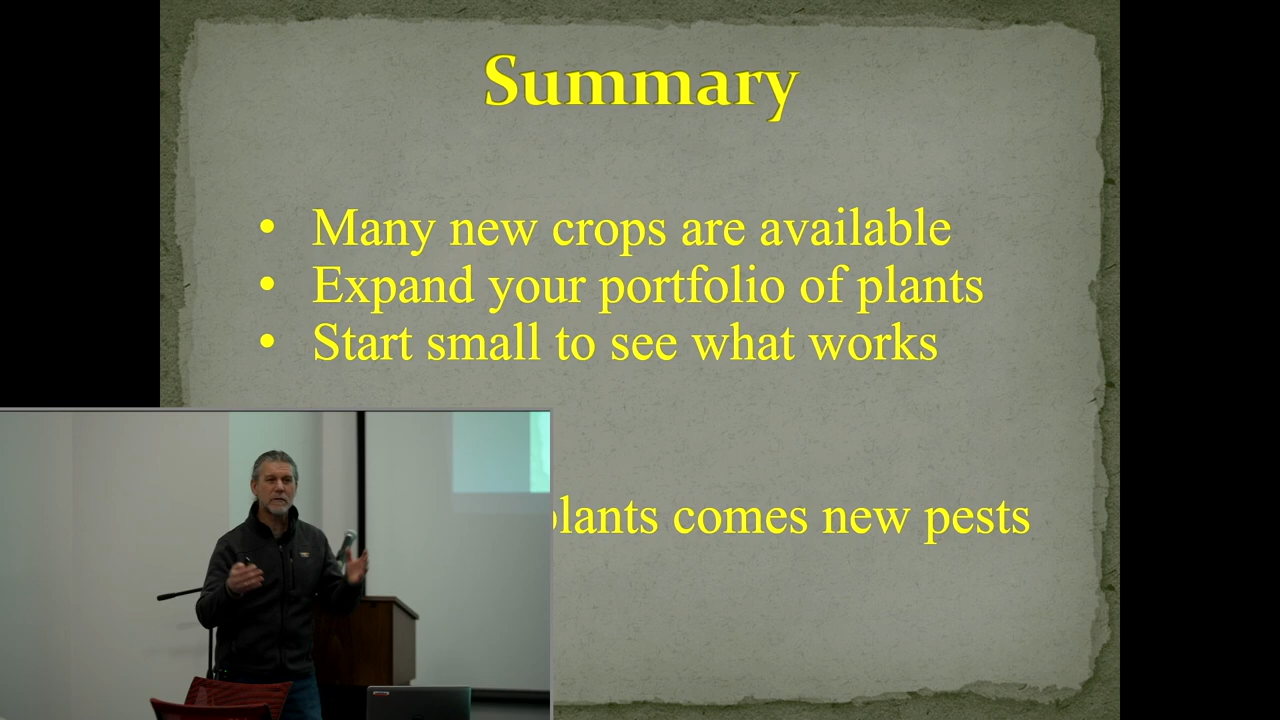 Summary
• Many new crops are available
• Expand your portfolio of plants
• Start small to see what works
plants comes new pests